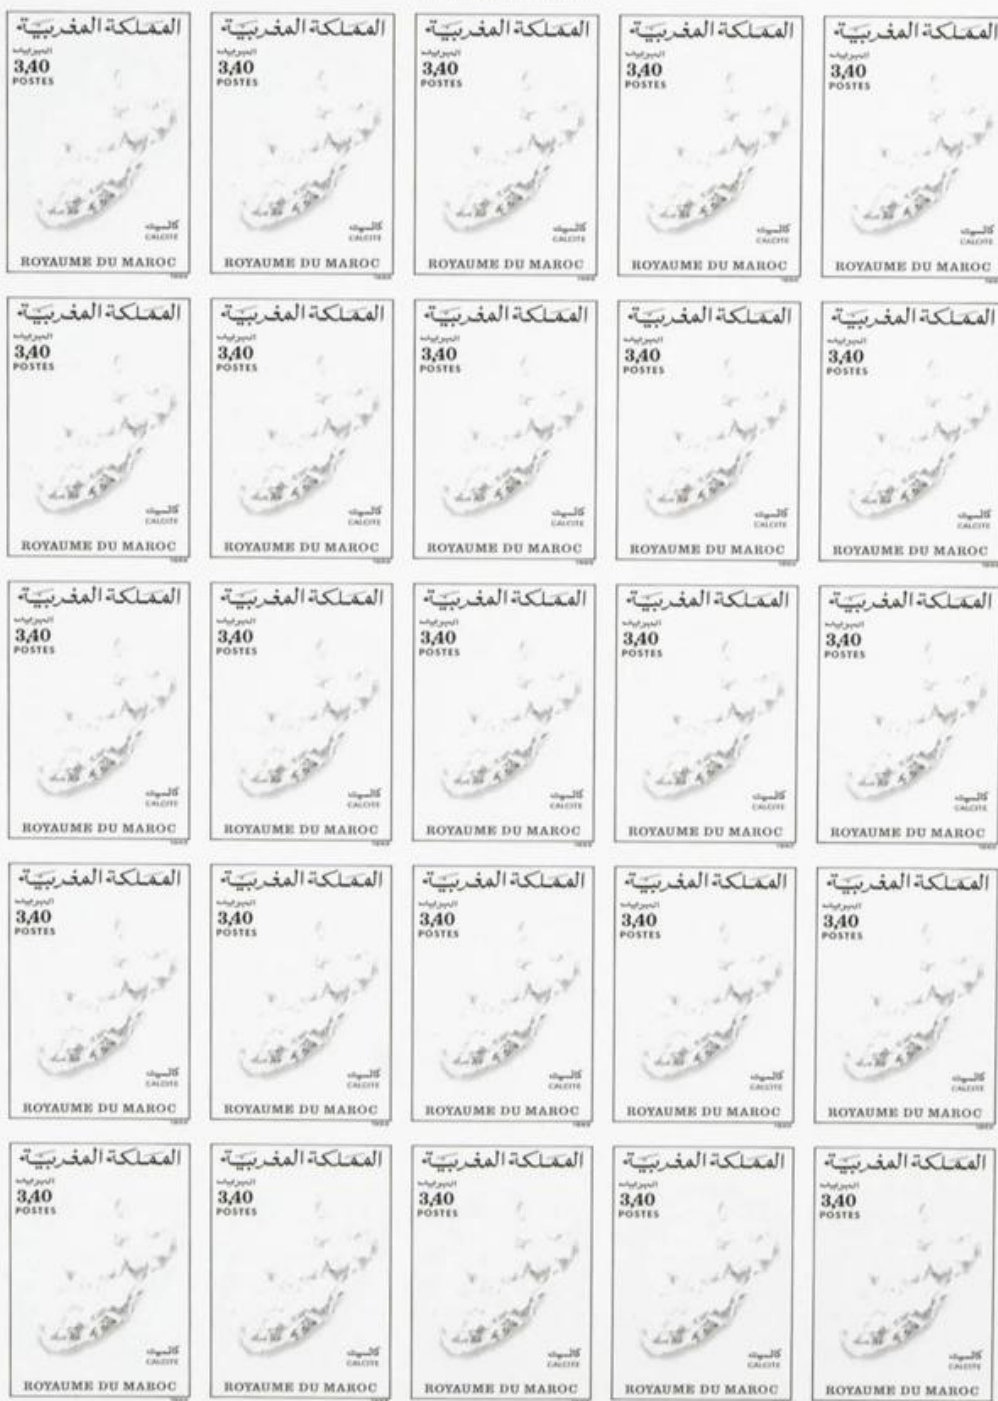 المملكة المغربية
3,40
POSTES
كالسيت
CALCITE
ROYAUME DU MAROC
المملكة المغربية
3,40
POSTES
كالسيت
CALCITE
ROYAUME DU MAROC
المملكة المغربية
3,40
POSTES
كالسيت
CALCITE
ROYAUME DU MAROC
المملكة المغربية
3,40
POSTES
كالسيت
CALCITE
ROYAUME DU MAROC
المملكة المغربية
3,40
POSTES
كالسيت
CALCITE
ROYAUME DU MAROC
المملكة المغربية
3,40
POSTES
كالسيت
CALCITE
ROYAUME DU MAROC
المملكة المغربية
3,40
POSTES
كالسيت
CALCITE
ROYAUME DU MAROC
المملكة المغربية
3,40
POSTES
كالسيت
CALCITE
ROYAUME DU MAROC
المملكة المغربية
3,40
POSTES
كالسيت
CALCITE
ROYAUME DU MAROC
المملكة المغربية
3,40
POSTES
كالسيت
CALCITE
ROYAUME DU MAROC
المملكة المغربية
3,40
POSTES
كالسيت
CALCITE
ROYAUME DU MAROC
المملكة المغربية
3,40
POSTES
كالسيت
CALCITE
ROYAUME DU MAROC
المملكة المغربية
3,40
POSTES
كالسيت
CALCITE
ROYAUME DU MAROC
المملكة المغربية
3,40
POSTES
كالسيت
CALCITE
ROYAUME DU MAROC
المملكة المغربية
3,40
POSTES
كالسيت
CALCITE
ROYAUME DU MAROC
المملكة المغربية
3,40
POSTES
كالسيت
CALCITE
ROYAUME DU MAROC
المملكة المغربية
3,40
POSTES
كالسيت
CALCITE
ROYAUME DU MAROC
المملكة المغربية
3,40
POSTES
كالسيت
CALCITE
ROYAUME DU MAROC
المملكة المغربية
3,40
POSTES
كالسيت
CALCITE
ROYAUME DU MAROC
المملكة المغربية
3,40
POSTES
كالسيت
CALCITE
ROYAUME DU MAROC
المملكة المغربية
3,40
POSTES
كالسيت
CALCITE
ROYAUME DU MAROC
المملكة المغربية
3,40
POSTES
كالسيت
CALCITE
ROYAUME DU MAROC
المملكة المغربية
3,40
POSTES
كالسيت
CALCITE
ROYAUME DU MAROC
المملكة المغربية
3,40
POSTES
كالسيت
CALCITE
ROYAUME DU MAROC
المملكة المغربية
3,40
POSTES
كالسيت
CALCITE
ROYAUME DU MAROC